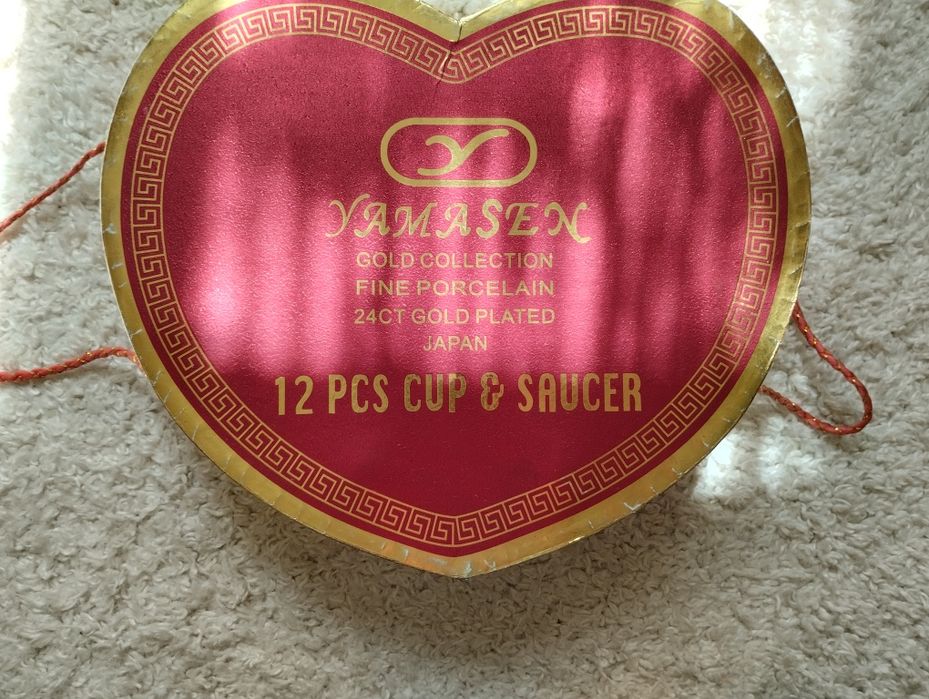 YAMASEN
GOLD COLLECTION
FINE PORCELAIN
24CT GOLD PLATED
JAPAN
12 PCS CUP & SAUCER